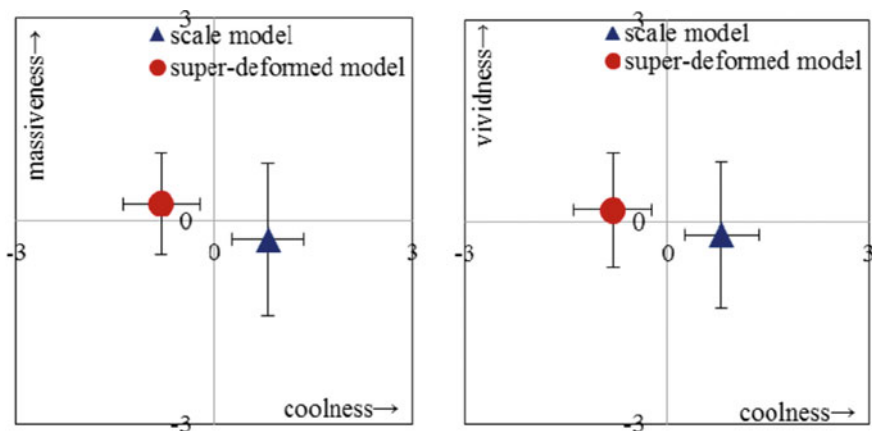 3
▲ scale model
● super-deformed model
massiveness→
-3
0
0
3
coolness→
-3
3
▲ scale model
● super-deformed model
vividness→
-3
0
0
3
coolness→
-3